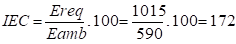 IEC = Ereq/Eamb .100 = 1015/590 .100 = 172